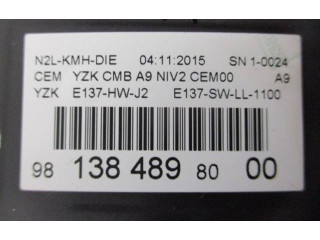 N2L-KMH-DIE 04:11:2015 SN 1-0024
CEM YZK CMB A9 NIV2 CEM00 A9
YZK E137-HW-J2 E137-SW-LL-1100
98 138 489 80 00